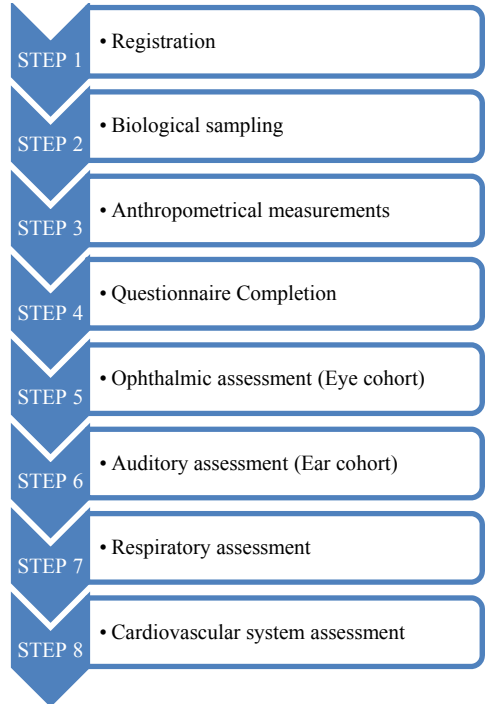 STEP 1
• Registration
STEP 2
• Biological sampling
STEP 3
• Anthropometrical measurements
STEP 4
• Questionnaire Completion
STEP 5
• Ophthalmic assessment (Eye cohort)
STEP 6
• Auditory assessment (Ear cohort)
STEP 7
• Respiratory assessment
STEP 8
• Cardiovascular system assessment